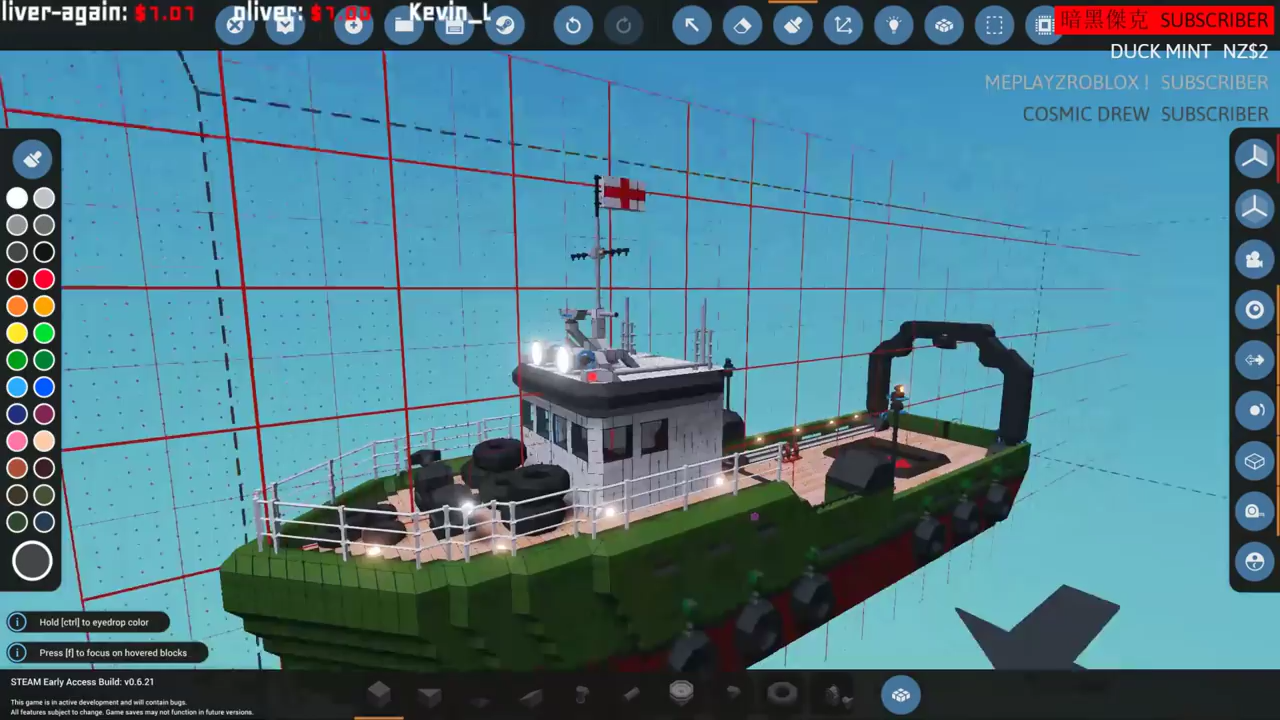 liver-again: $1.01
oliver: $1.00
Kevin_L
暗黑傑克 SUBSCRIBER
DUCK MINT NZ$2
MEPLAYZROBLOX ! SUBSCRIBER
COSMIC DREW SUBSCRIBER
Hold [ctrl] to eyedrop color
Press [f] to focus on hovered blocks
STEAM Early Access Build: v0.6.21
This game is in active development and will contain bugs.
All features subject to change. Game saves may not function in future versions.